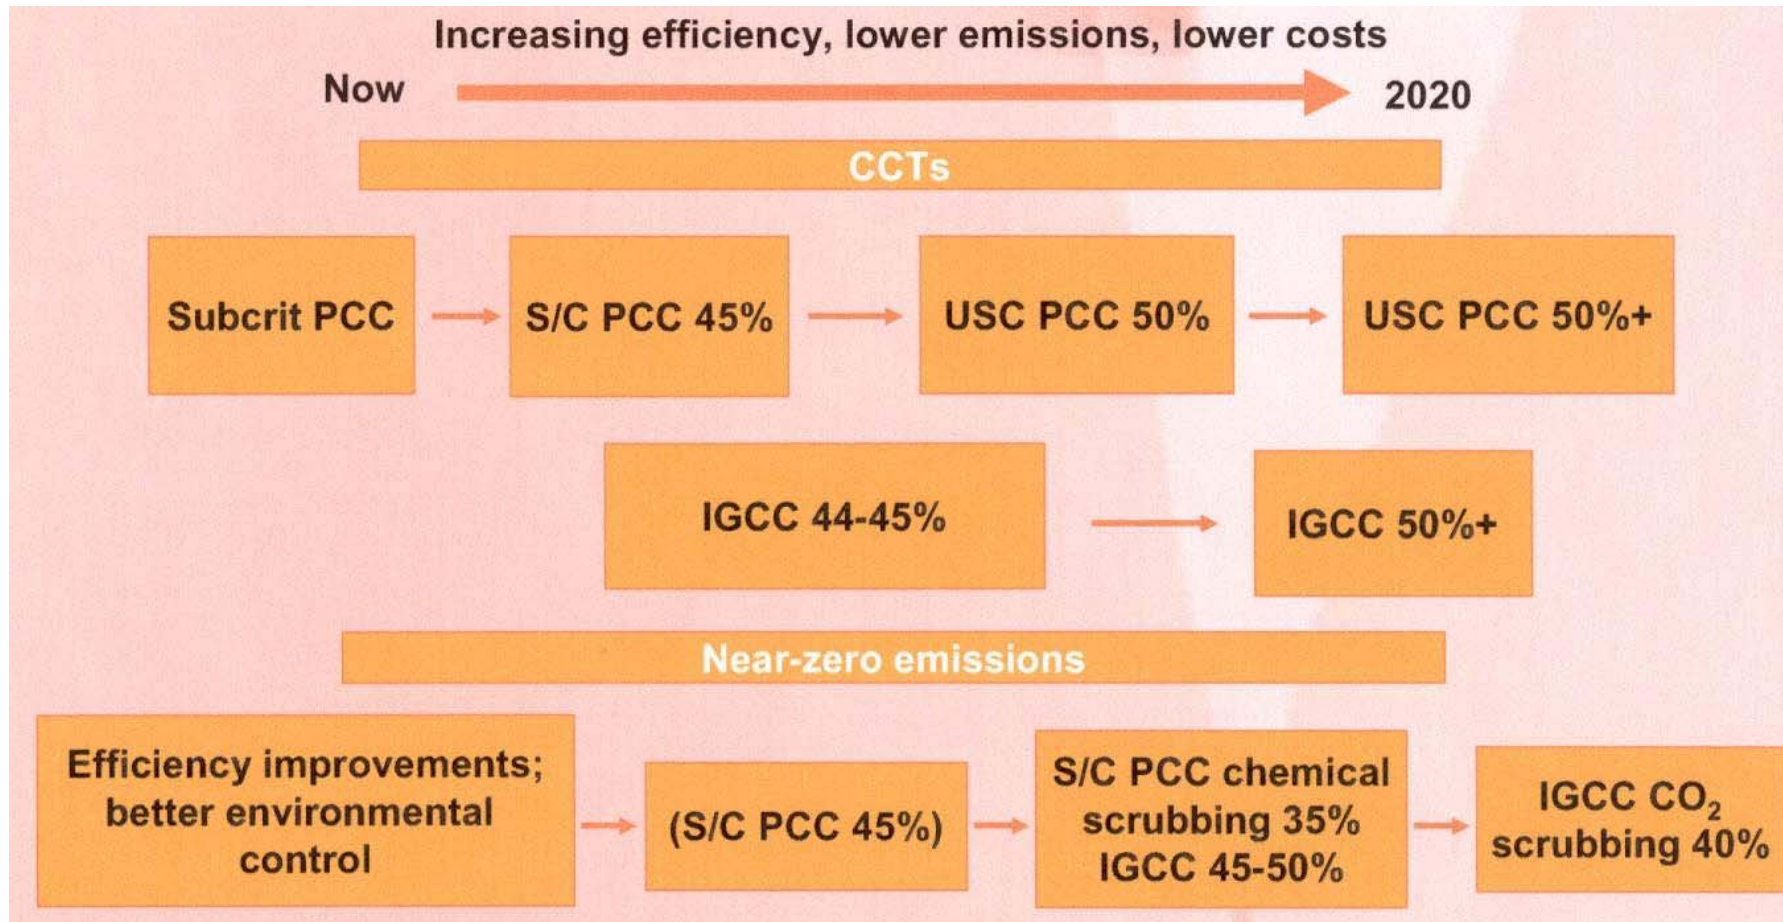 Increasing efficiency, lower emissions, lower costs
Now
2020
CCTs
Subcrit PCC
S/C PCC 45%
USC PCC 50%
USC PCC 50%+
IGCC 44-45%
IGCC 50%+
Near-zero emissions
Efficiency improvements;
better environmental
control
(S/C PCC 45%)
S/C PCC chemical
scrubbing 35%
IGCC 45-50%
IGCC CO₂
scrubbing 40%